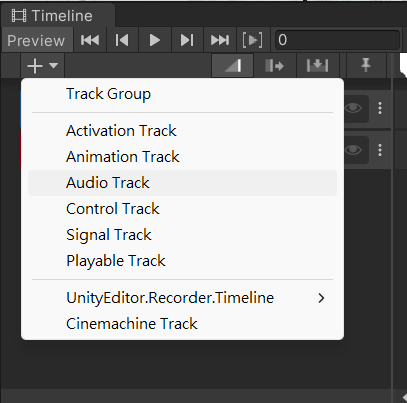 Timeline
Preview 0
Track Group
Activation Track
Animation Track
Audio Track
Control Track
Signal Track
Playable Track
UnityEditor.Recorder.Timeline
Cinemachine Track